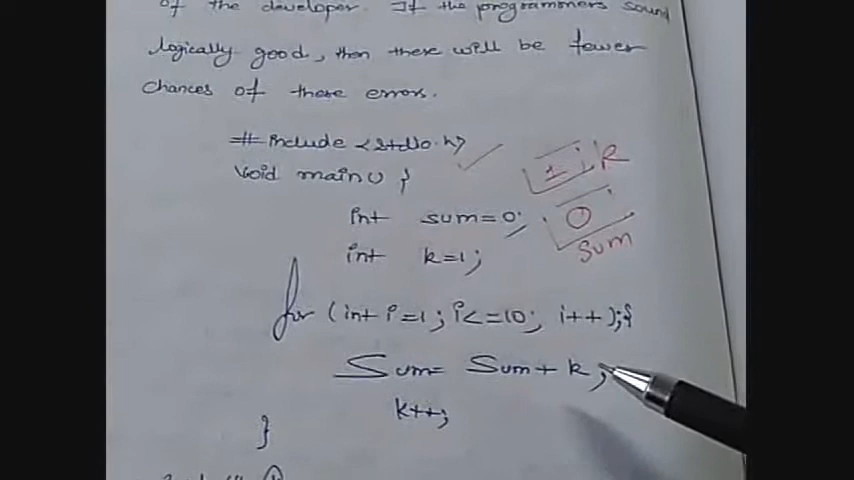 of the developer. If the programmers sound
logically good, then there will be fewer
chances of these errors.
# include <stdio.h>
void main() {
int sum=0;
int k=1;
for (int i=1; i<=10; i++);{
Sum= Sum+k;
k++;
}
1 k
0
Sum